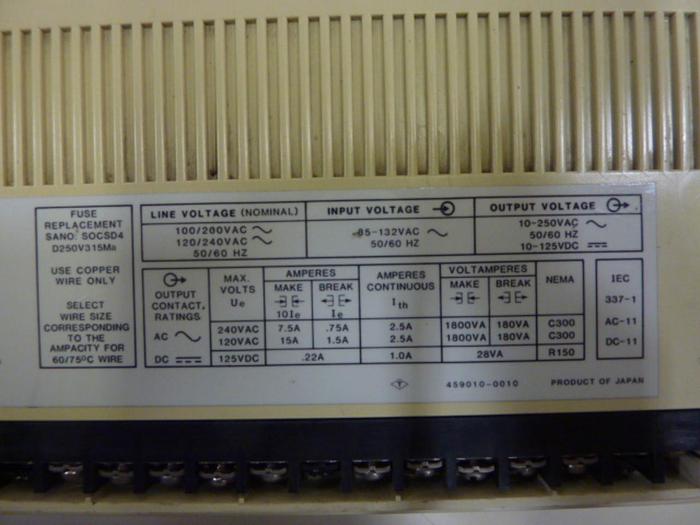 FUSE
REPLACEMENT
SANO: SOCSD4
D250V315Ma
USE COPPER
WIRE ONLY
SELECT
WIRE SIZE
CORRESPONDING
TO THE
AMPACITY FOR
60/75ºC WIRE
LINE VOLTAGE (NOMINAL)
100/200VAC
120/240VAC
50/60 HZ
INPUT VOLTAGE
85-132VAC
50/60 HZ
OUTPUT VOLTAGE
10-250VAC
50/60 HZ
10-125VDC
OUTPUT
CONTACT,
RATINGS
AC
DC
MAX.
VOLTS
Ue
240VAC
120VAC
125VDC
AMPERES
MAKE BREAK
10Ie Ie
7.5A .75A
15A 1.5A
.22A
AMPERES
CONTINUOUS
Ith
2.5A
2.5A
1.0A
VOLTAMPERES
MAKE BREAK
1800VA 180VA
1800VA 180VA
28VA
NEMA
C300
C300
R150
IEC
337-1
AC-11
DC-11
T 459010-0010 PRODUCT OF JAPAN